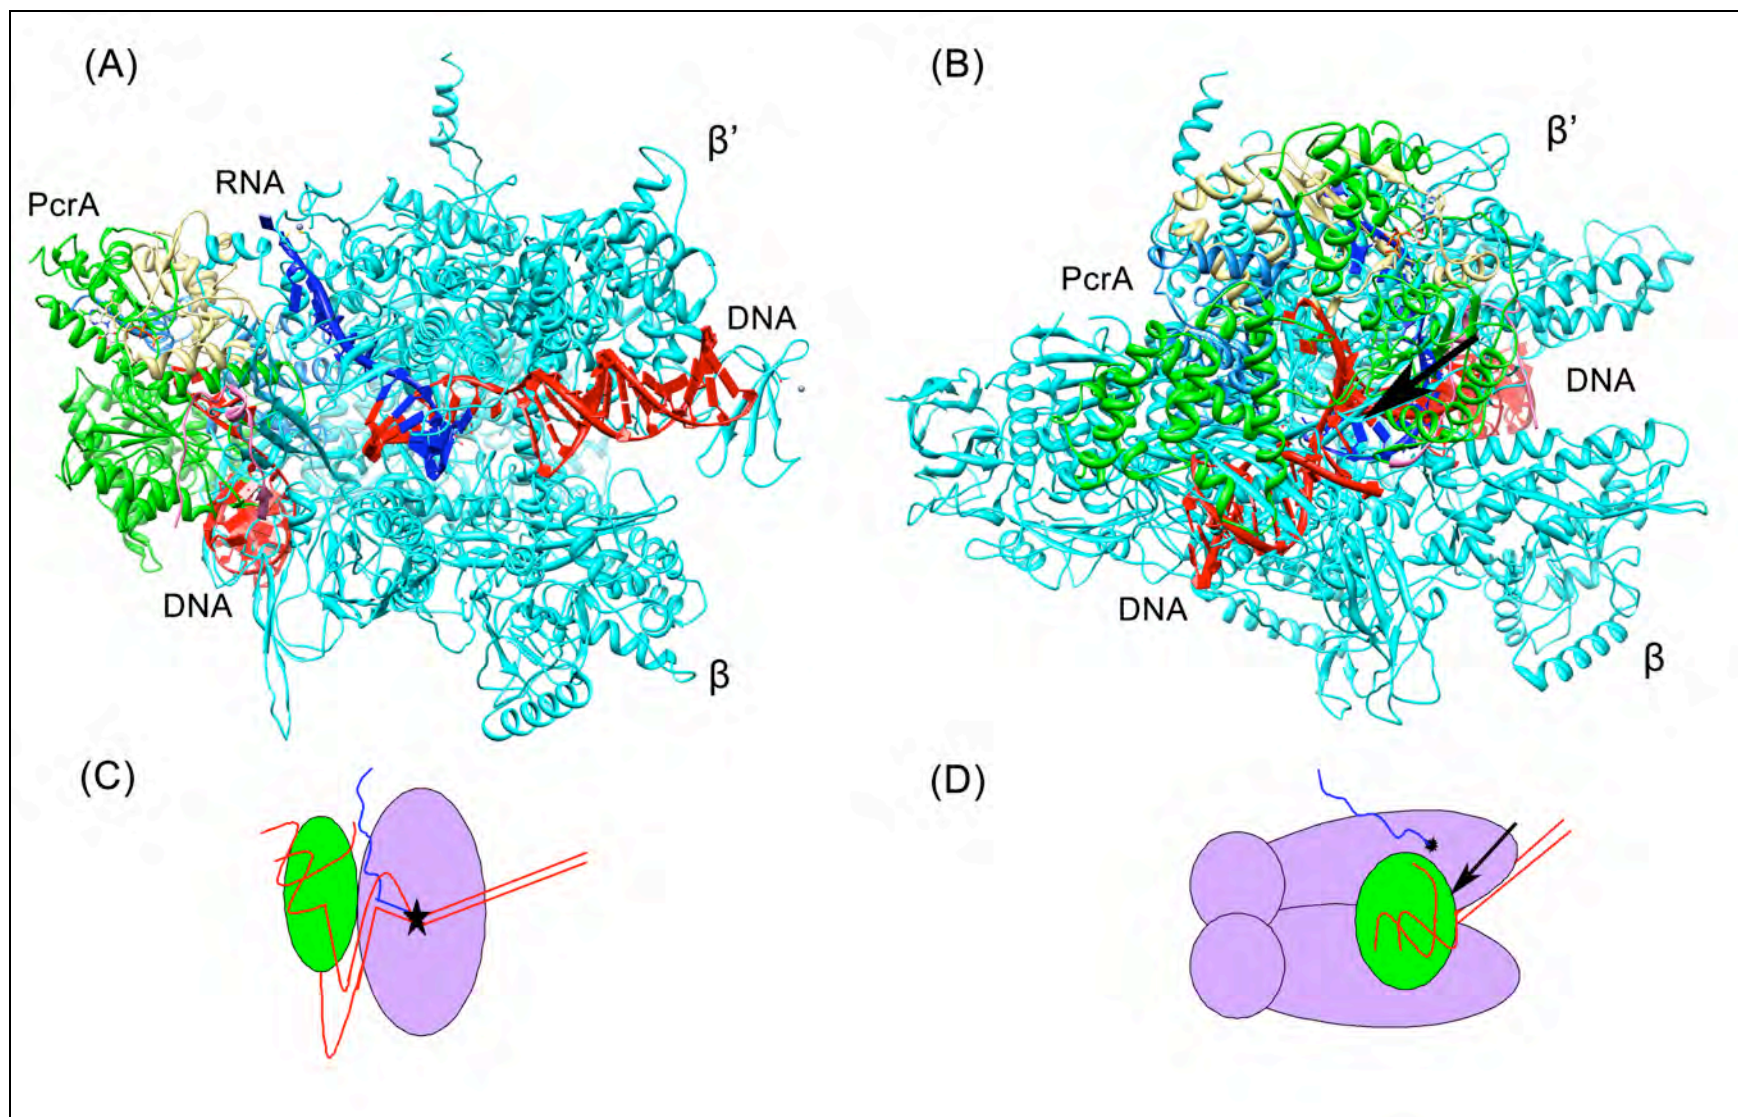 (A)
(B)
β’
β’
RNA
PcrA
PcrA
DNA
DNA
DNA
DNA
β
β
(C)
(D)